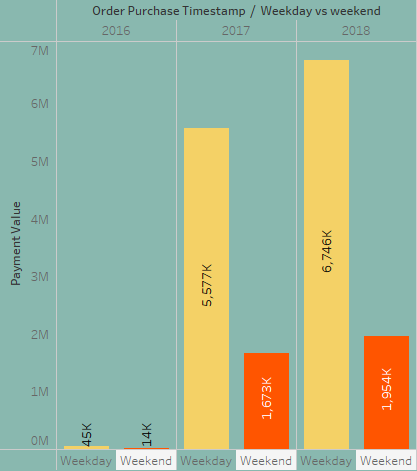 Order Purchase Timestamp / Weekday vs weekend
2016 2017 2018
7M
6M
5M
4M
3M
2M
1M
0M
Payment Value
45K
14K
5,577K
1,673K
6,746K
1,954K
Weekday Weekend Weekday Weekend Weekday Weekend